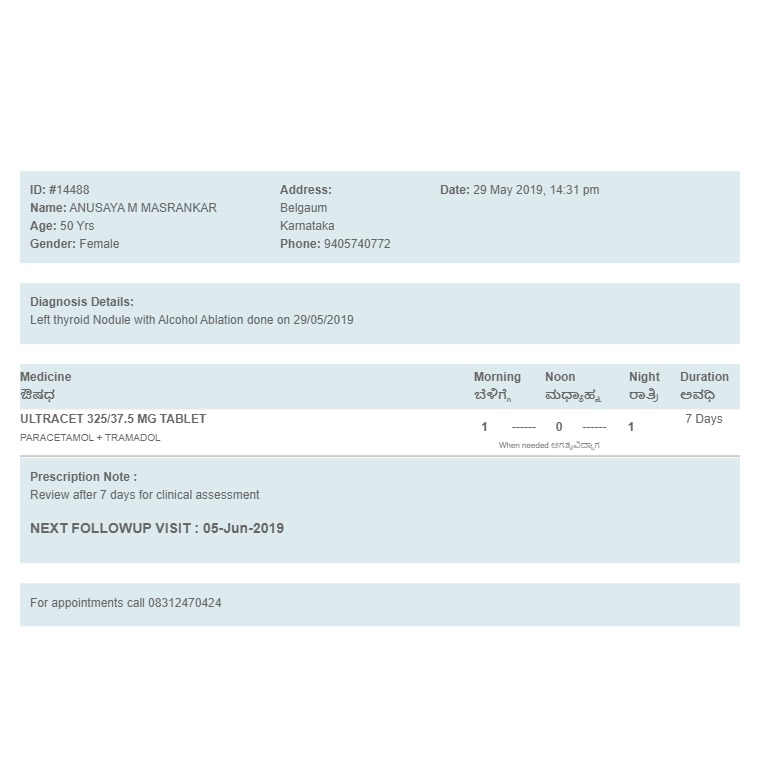 ID: #14488
Name: ANUSAYA M MASRANKAR
Age: 50 Yrs
Gender: Female
Address:
Belgaum
Karnataka
Phone: 9405740772
Date: 29 May 2019, 14:31 pm
Diagnosis Details:
Left thyroid Nodule with Alcohol Ablation done on 29/05/2019
Medicine Morning Noon Night Duration
ಔಷಧ ಬೆಳಿಗ್ಗೆ ಮಧ್ಯಾಹ್ನ ರಾತ್ರಿ ಅವಧಿ
ULTRACET 325/37.5 MG TABLET 7 Days
PARACETAMOL + TRAMADOL 1 ------ 0 ------ 1
When needed ಅಗತ್ಯವಿದ್ದಾಗ
Prescription Note :
Review after 7 days for clinical assessment
NEXT FOLLOWUP VISIT : 05-Jun-2019
For appointments call 08312470424